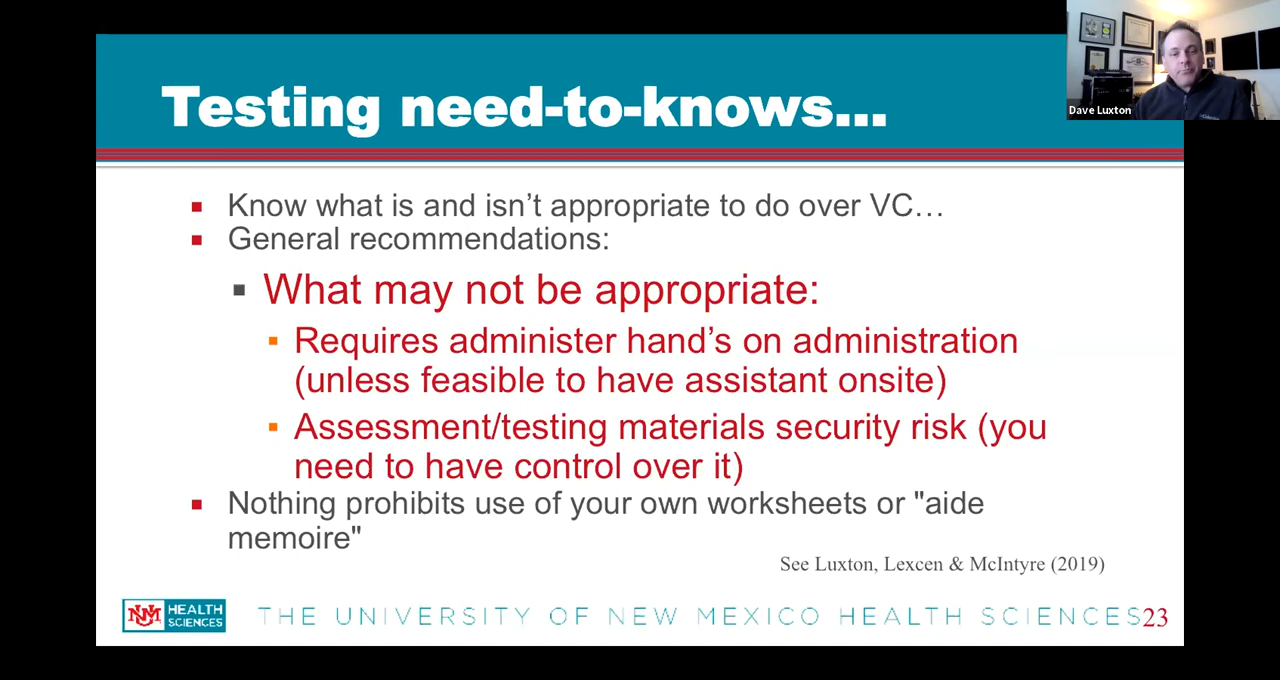 Testing need-to-knows...
Dave Luxton
Know what is and isn't appropriate to do over VC...
General recommendations:
What may not be appropriate:
Requires administer hand's on administration
(unless feasible to have assistant onsite)
Assessment/testing materials security risk (you
need to have control over it)
Nothing prohibits use of your own worksheets or "aide
memoire"
See Luxton, Lexcen & McIntyre (2019)
UNM HEALTH
SCIENCES
THE UNIVERSITY OF NEW MEXICO HEALTH SCIENCES 23